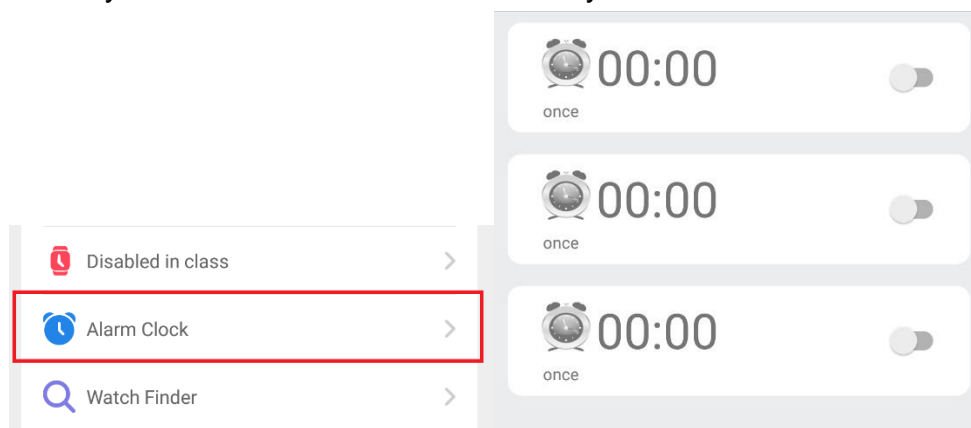 Disabled in class
Alarm Clock
Watch Finder
00:00
once
00:00
once
00:00
once